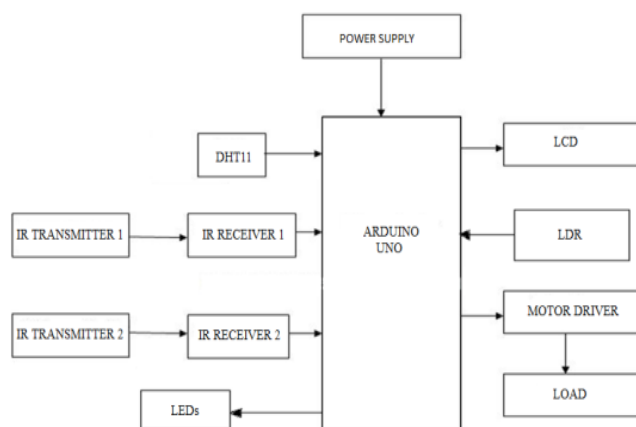 POWER SUPPLY
DHT11
LCD
IR TRANSMITTER 1
IR RECEIVER 1
ARDUINO
UNO
LDR
IR TRANSMITTER 2
IR RECEIVER 2
MOTOR DRIVER
LEDs
LOAD